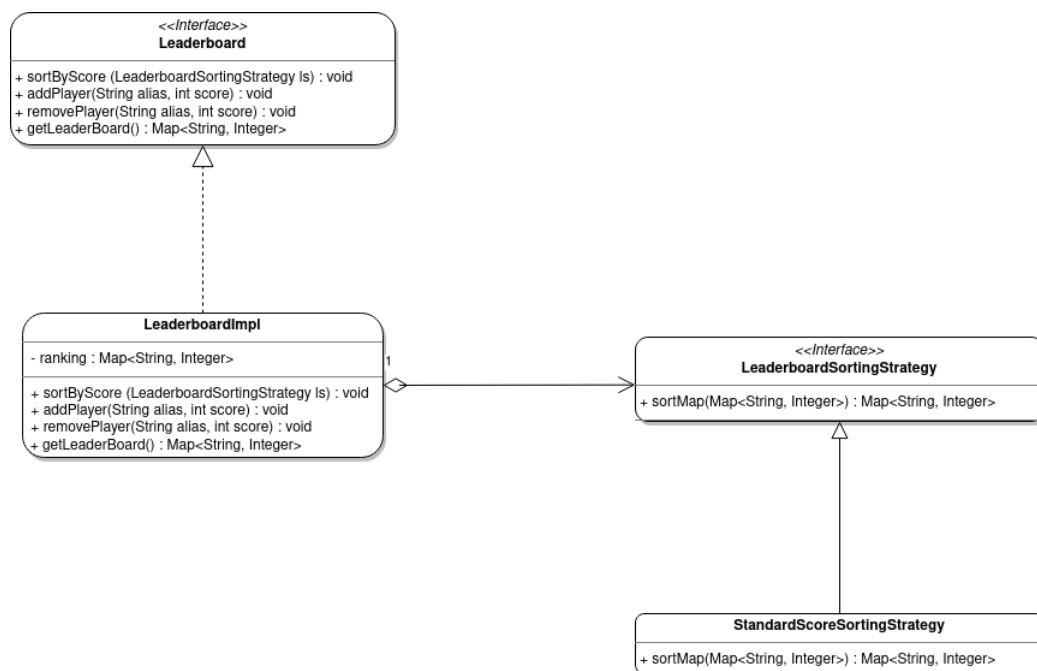 <<Interface>>
Leaderboard
+ sortByScore (LeaderboardSortingStrategy ls) : void
+ addPlayer(String alias, int score) : void
+ removePlayer(String alias, int score) : void
+ getLeaderBoard() : Map<String, Integer>
LeaderboardImpl
- ranking : Map<String, Integer>
+ sortByScore (LeaderboardSortingStrategy ls) : void
+ addPlayer(String alias, int score) : void
+ removePlayer(String alias, int score) : void
+ getLeaderBoard() : Map<String, Integer>
1
<<Interface>>
LeaderboardSortingStrategy
+ sortMap(Map<String, Integer>) : Map<String, Integer>
StandardScoreSortingStrategy
+ sortMap(Map<String, Integer>) : Map<String, Integer>